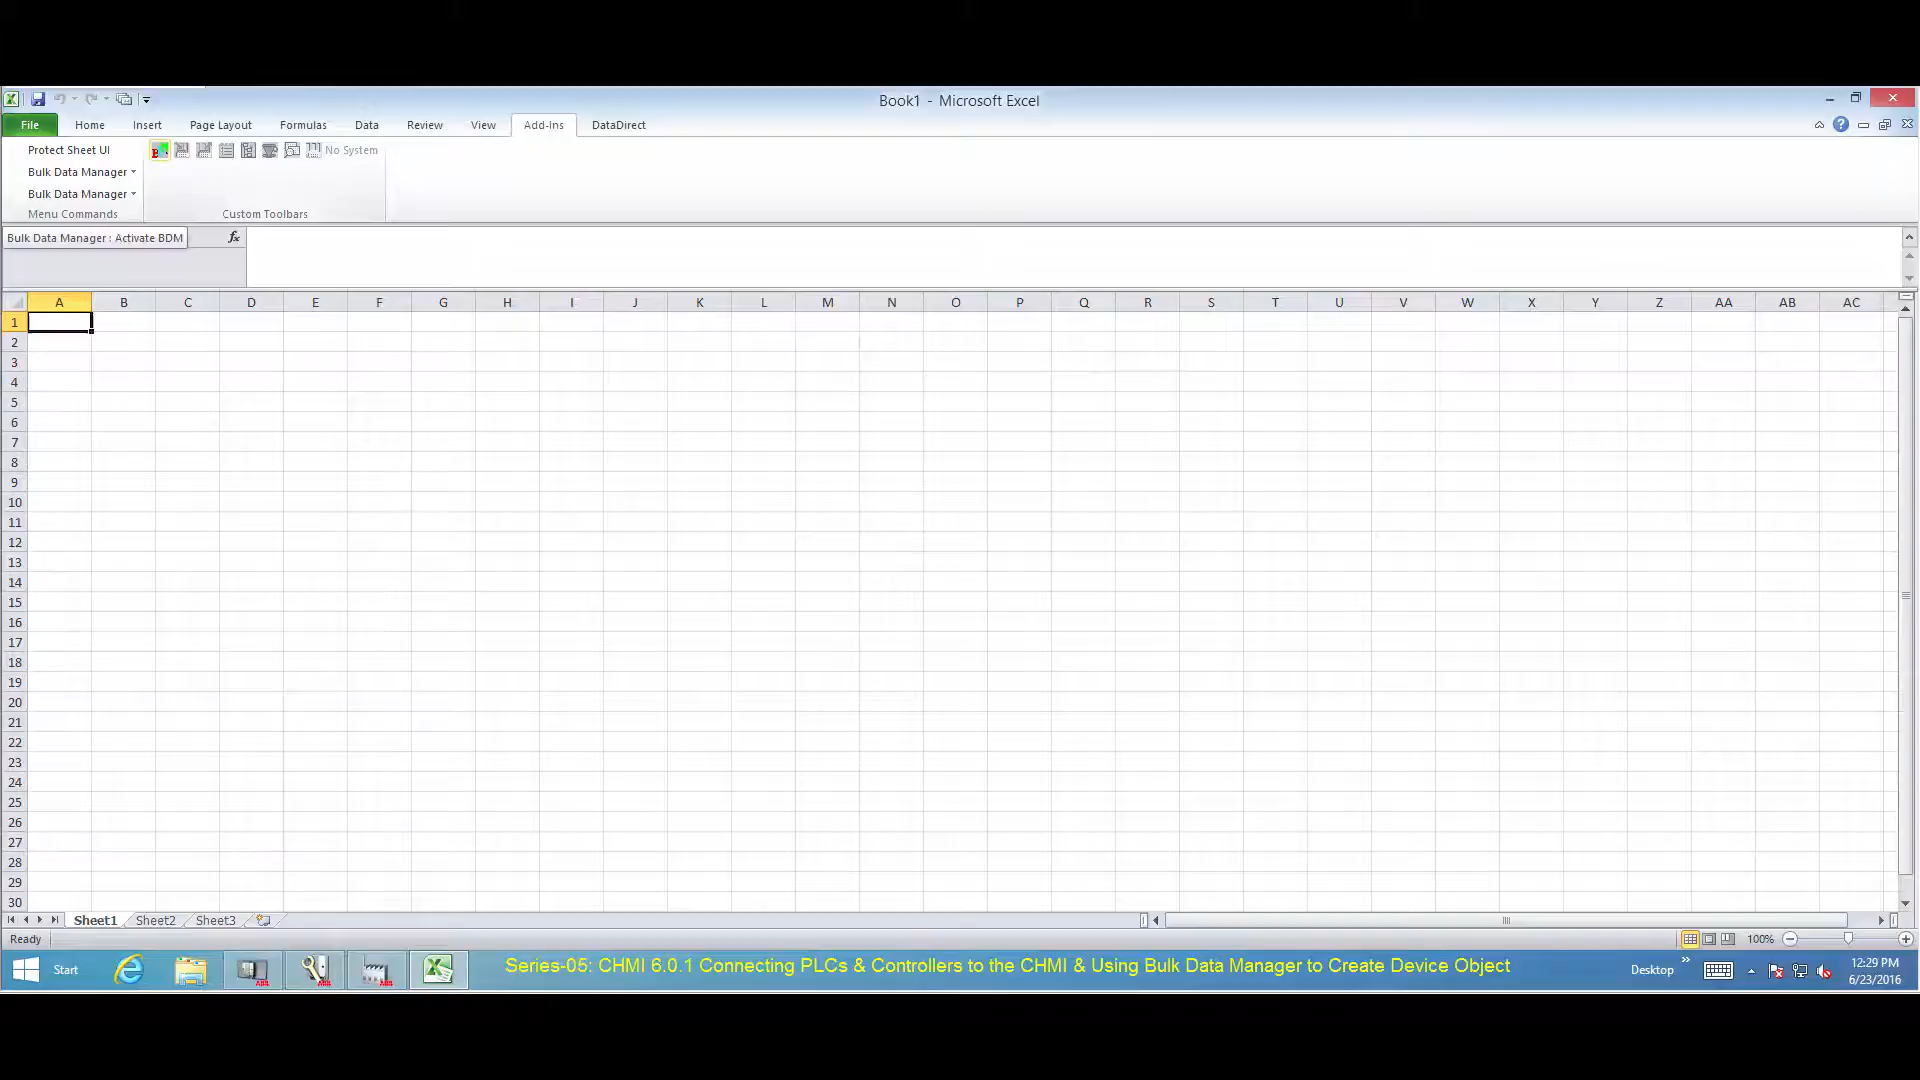 Book1 - Microsoft Excel
File Home Insert Page Layout Formulas Data Review View Add-Ins DataDirect
Protect Sheet UI
No System
Bulk Data Manager
Bulk Data Manager
Menu Commands
Custom Toolbars
Bulk Data Manager : Activate BDM
fx
A B C D E F G H I J K L M N O P Q R S T U V W X Y Z AA AB AC
1
2
3
4
5
6
7
8
9
10
11
12
13
14
15
16
17
18
19
20
21
22
23
24
25
26
27
28
29
30
Sheet1 Sheet2 Sheet3
Ready
100%
Start
Series-05: CHMI 6.0.1 Connecting PLCs & Controllers to the CHMI & Using Bulk Data Manager to Create Device Object
Desktop
12:29 PM
6/23/2016